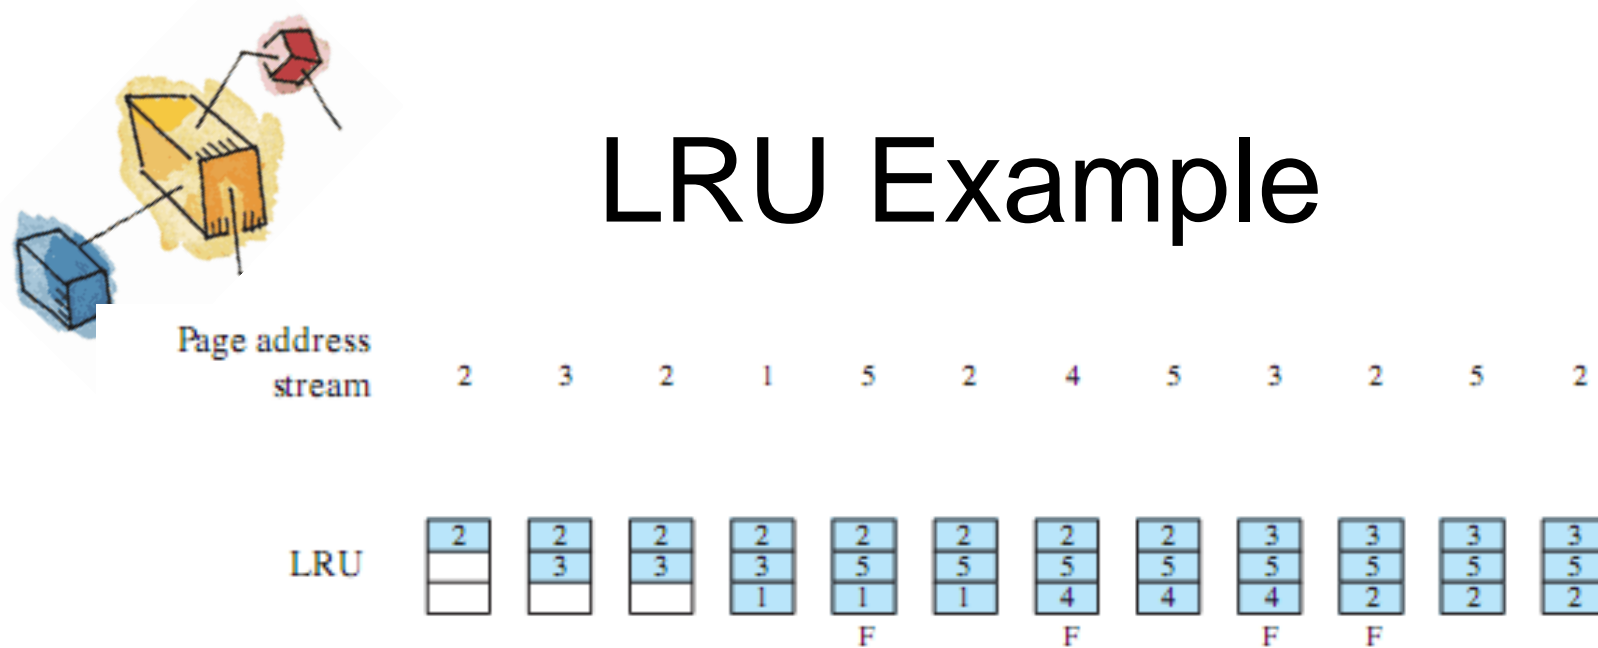 LRU Example
Page address
stream 2 3 2 1 5 2 4 5 3 2 5 2
2 2 2 2 2 2 2 2 3 3 3 3
LRU 3 3 3 5 5 5 5 5 5 5 5
1 1 1 4 4 4 2 2 2
F F F F